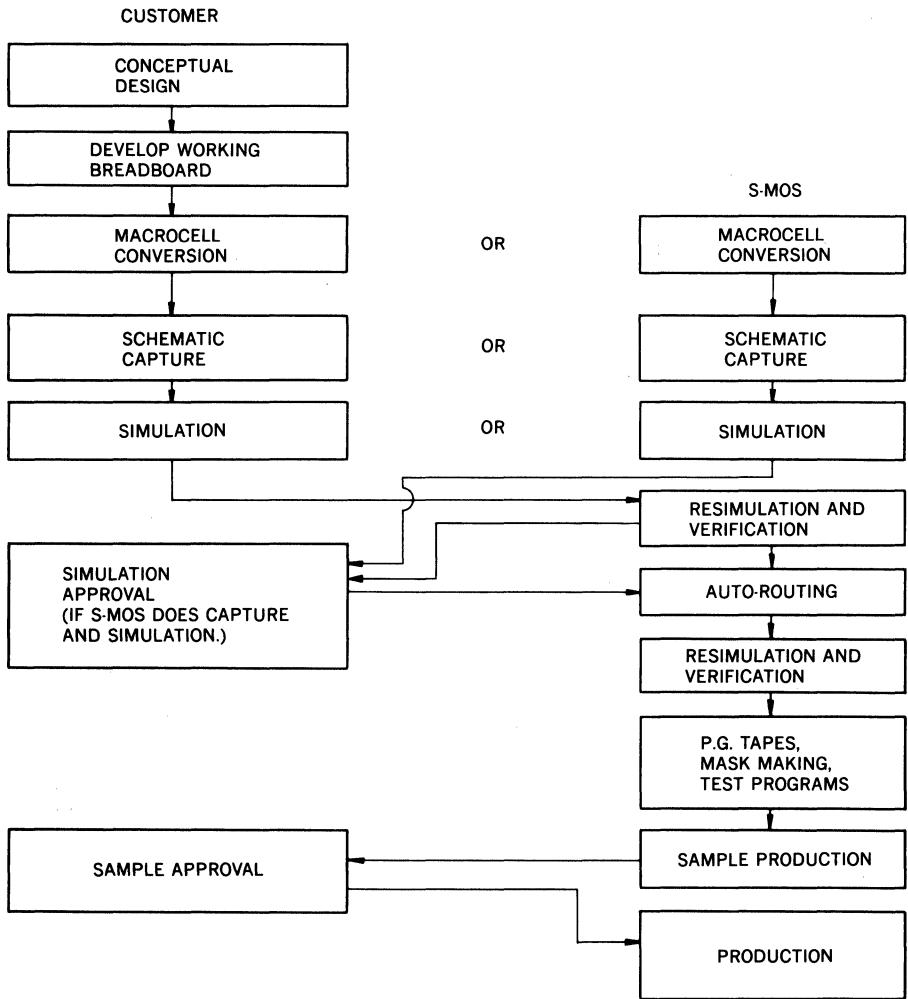 CUSTOMER
CONCEPTUAL
DESIGN
DEVELOP WORKING
BREADBOARD
S-MOS
MACROCELL
CONVERSION
OR
MACROCELL
CONVERSION
SCHEMATIC
CAPTURE
OR
SCHEMATIC
CAPTURE
SIMULATION
OR
SIMULATION
RESIMULATION AND
VERIFICATION
SIMULATION
APPROVAL
(IF S-MOS DOES CAPTURE
AND SIMULATION.)
AUTO-ROUTING
RESIMULATION AND
VERIFICATION
P.G. TAPES,
MASK MAKING,
TEST PROGRAMS
SAMPLE PRODUCTION
SAMPLE APPROVAL
PRODUCTION